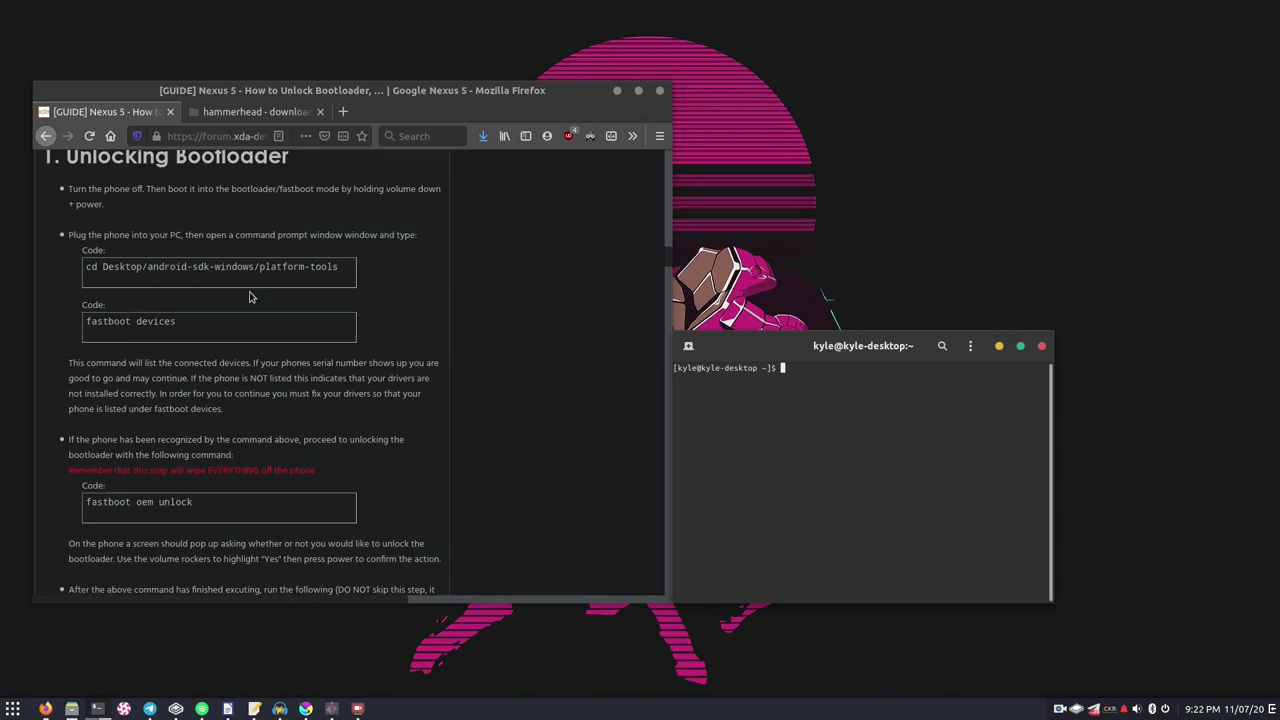 [GUIDE] Nexus 5 - How to Unlock Bootloader, ... | Google Nexus 5 - Mozilla Firefox
[GUIDE] Nexus 5 - How to
hammerhead - downloa
https://forum.xda-de
Search
4
1. Unlocking Bootloader
Turn the phone off. Then boot it into the bootloader/fastboot mode by holding volume down
+ power.
Plug the phone into your PC, then open a command prompt window window and type:
Code:
cd Desktop/android-sdk-windows/platform-tools
Code:
fastboot devices
This command will list the connected devices. If your phones serial number shows up you are
good to go and may continue. If the phone is NOT listed this indicates that your drivers are
not installed correctly. In order for you to continue you must fix your drivers so that your
phone is listed under fastboot devices.
If the phone has been recognized by the command above, proceed to unlocking the
bootloader with the following command:
Remember that this step will wipe EVERYTHING off the phone
Code:
fastboot oem unlock
On the phone a screen should pop up asking whether or not you would like to unlock the
bootloader. Use the volume rockers to highlight "Yes" then press power to confirm the action.
After the above command has finished excuting, run the following (DO NOT skip this step, it
kyle@kyle-desktop:~
[kyle@kyle-desktop ~]$
CKB
9:22 PM 11/07/20